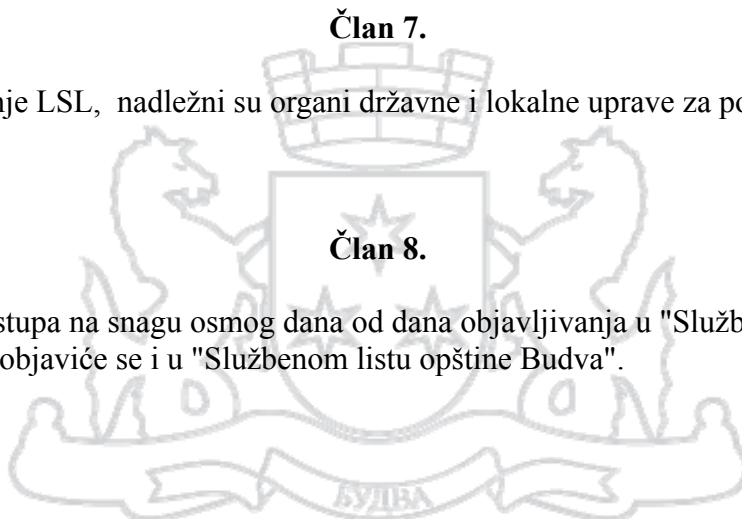 Član 7.
nje LSL, nadležni su organi državne i lokalne uprave za po
Član 8.
stupa na snagu osmog dana od dana objavljivanja u "Služb
objaviće se i u "Službenom listu opštine Budva".
БУДВА